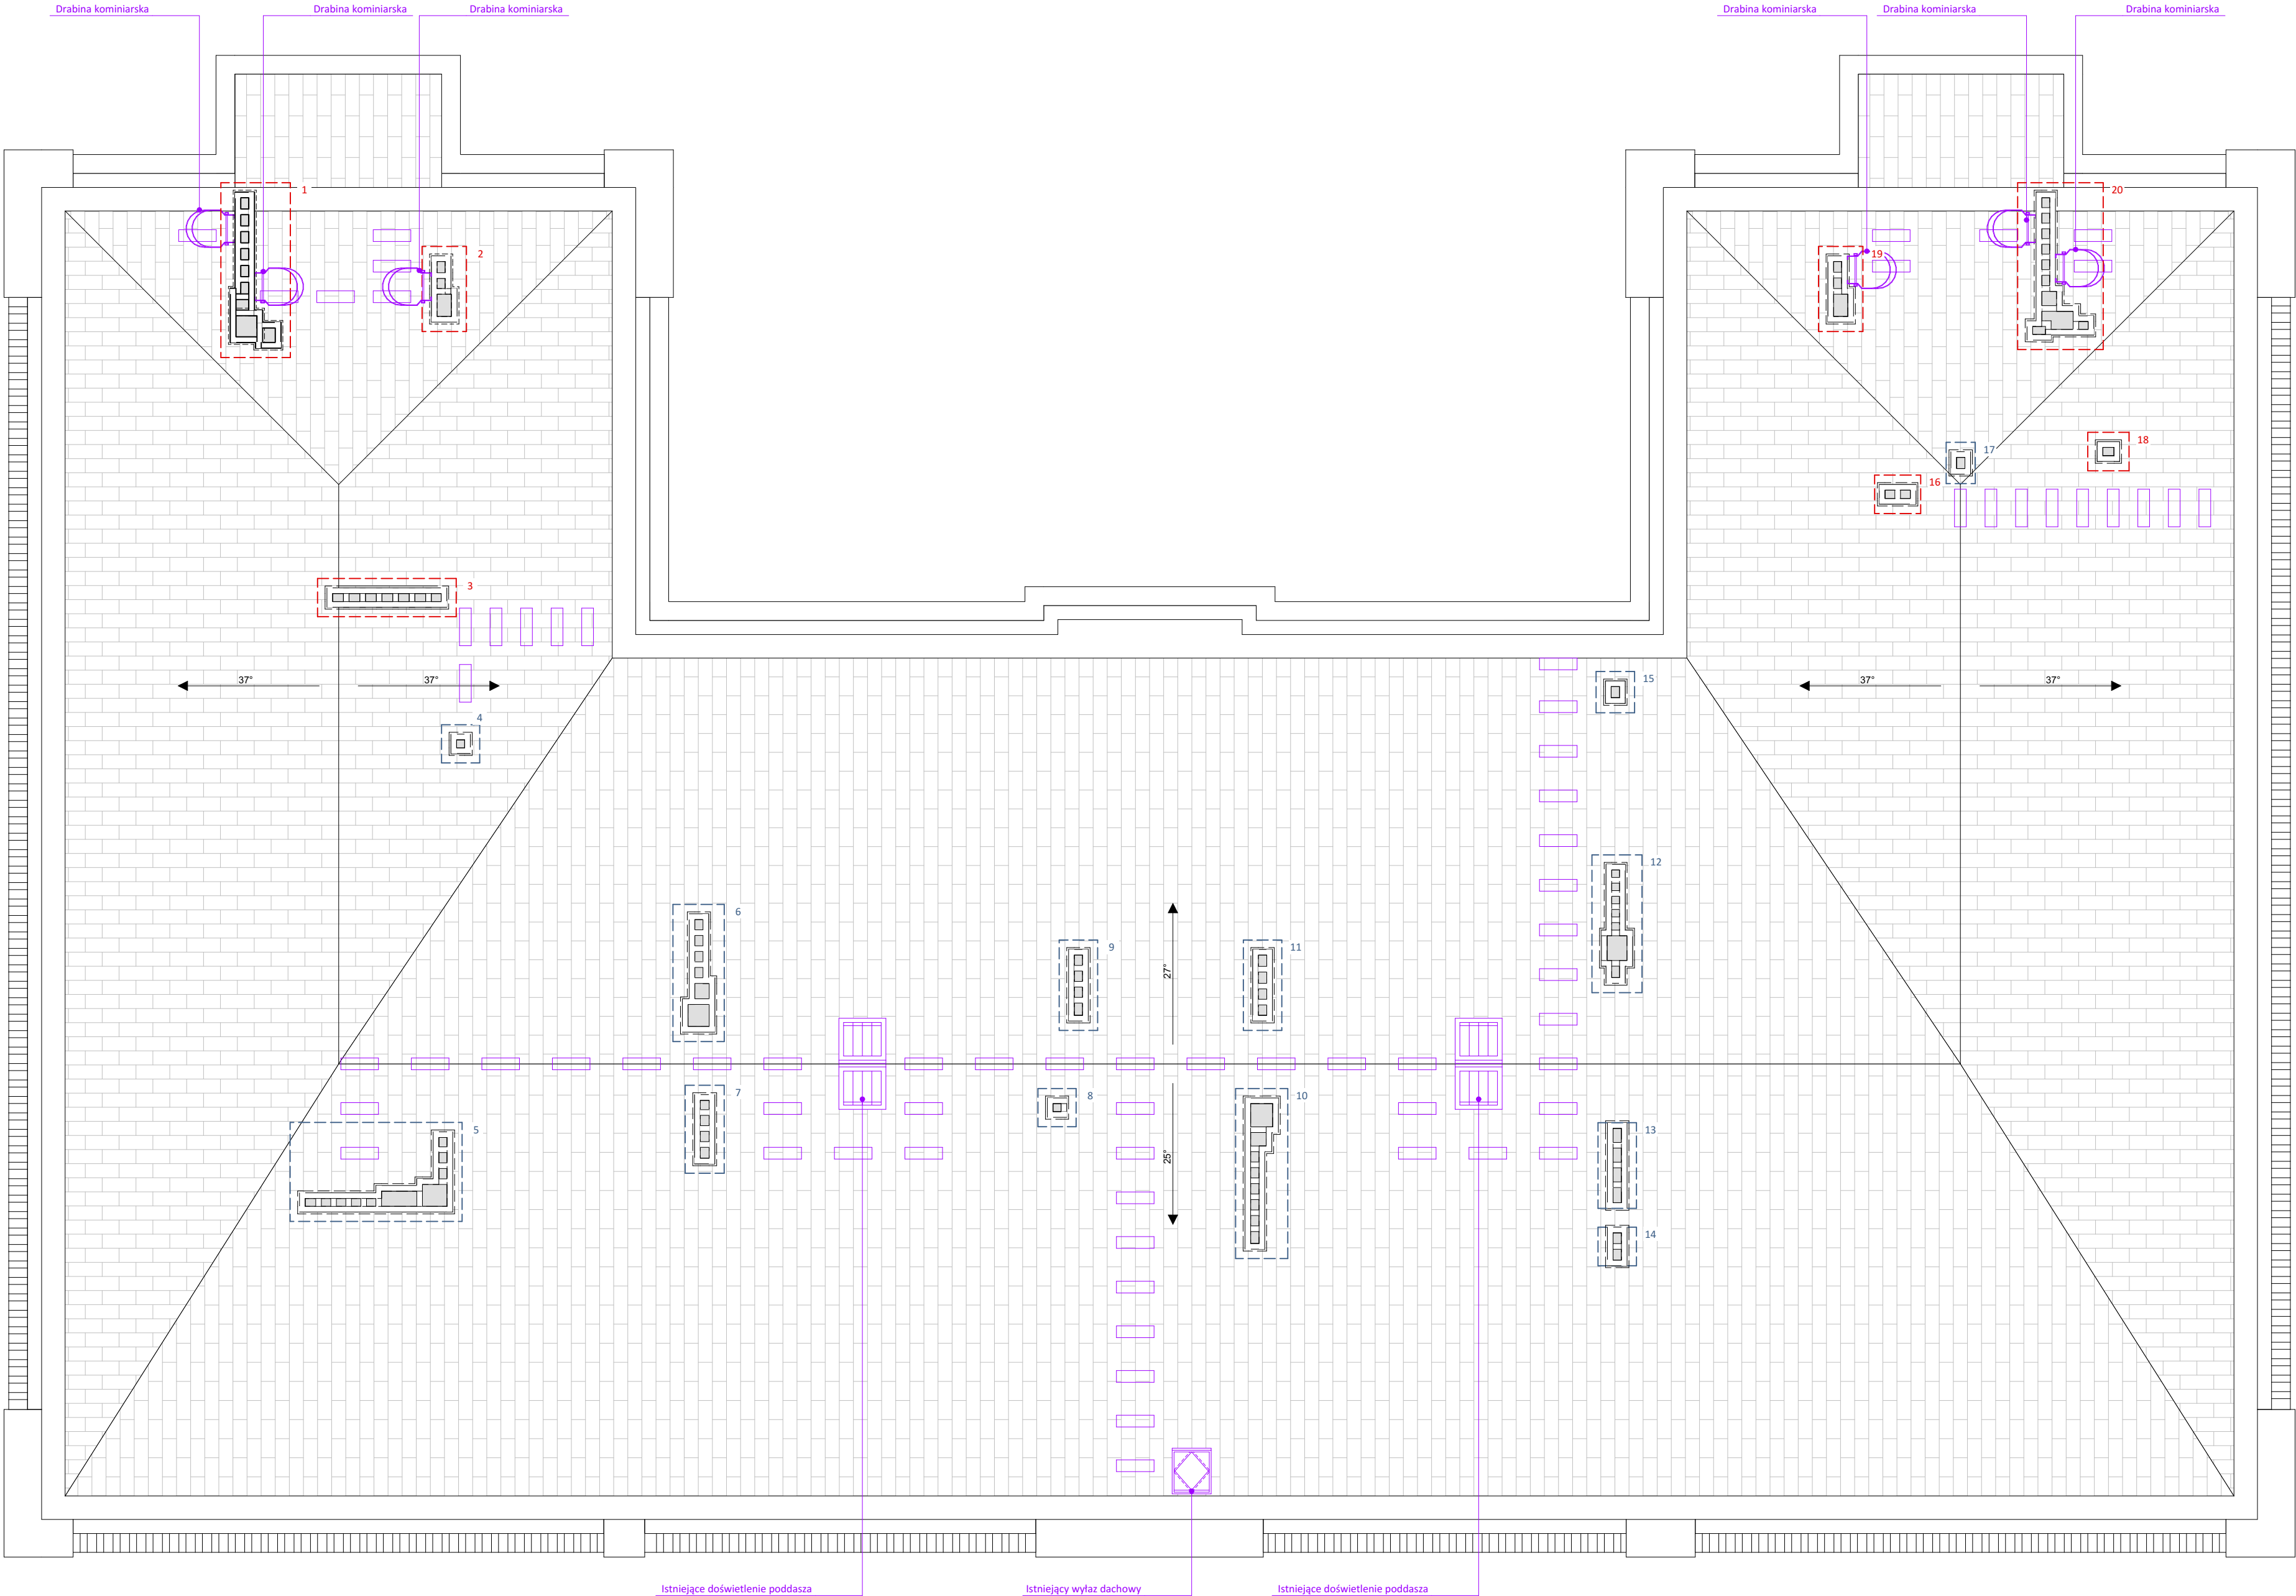 Drabina kominiarska
Drabina kominiarska
Drabina kominiarska
Drabina kominiarska
Drabina kominiarska
Drabina kominiarska
1
20
2
19
18
17
16
3
37°
37°
37°
37°
15
4
12
6
9
11
27°
7
8
10
5
13
25°
14
Istniejące doświetlenie poddasza
Istniejący wyłaz dachowy
Istniejące doświetlenie poddasza